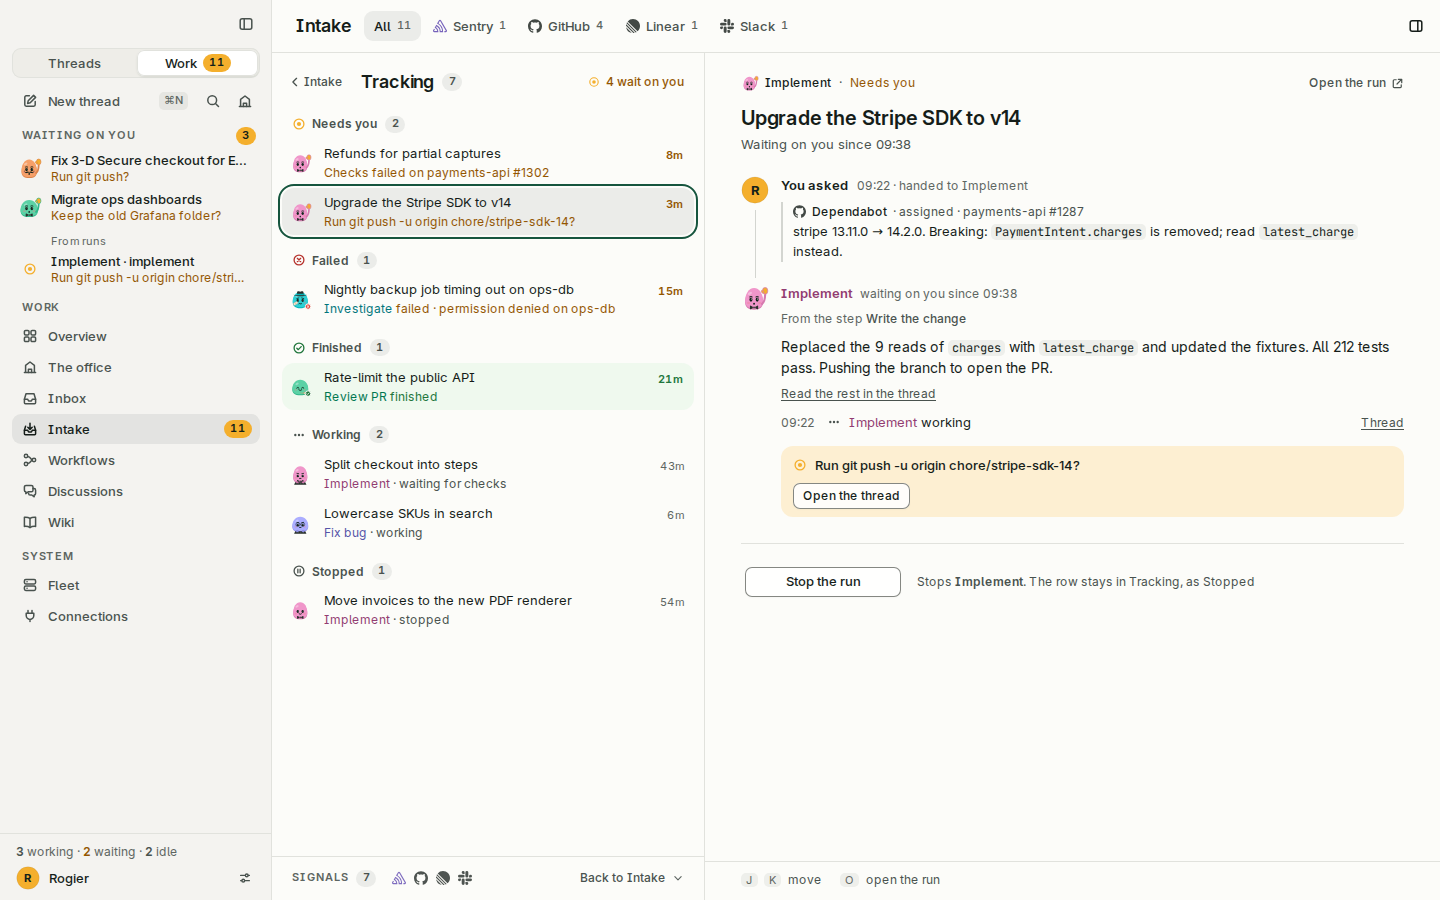 Threads
Work 11
New thread ⌘N
WAITING ON YOU 3
Fix 3-D Secure checkout for E...
Run git push?
Migrate ops dashboards
Keep the old Grafana folder?
From runs
Implement · implement
Run git push -u origin chore/stri...
WORK
Overview
The office
Inbox
Intake 11
Workflows
Discussions
Wiki
SYSTEM
Fleet
Connections
3 working · 2 waiting · 2 idle
R Rogier
Intake All 11 Sentry 1 GitHub 4 Linear 1 Slack 1
Intake Tracking 7 4 wait on you
Needs you 2
Refunds for partial captures 8m
Checks failed on payments-api #1302
Upgrade the Stripe SDK to v14 3m
Run git push -u origin chore/stripe-sdk-14?
Failed 1
Nightly backup job timing out on ops-db 15m
Investigate failed · permission denied on ops-db
Finished 1
Rate-limit the public API 21m
Review PR finished
Working 2
Split checkout into steps 43m
Implement · waiting for checks
Lowercase SKUs in search 6m
Fix bug · working
Stopped 1
Move invoices to the new PDF renderer 54m
Implement · stopped
SIGNALS 7 Back to Intake
Implement · Needs you Open the run
Upgrade the Stripe SDK to v14
Waiting on you since 09:38
R You asked 09:22 · handed to Implement
Dependabot · assigned · payments-api #1287
stripe 13.11.0 → 14.2.0. Breaking: PaymentIntent.charges is removed; read latest_charge
instead.
Implement waiting on you since 09:38
From the step Write the change
Replaced the 9 reads of charges with latest_charge and updated the fixtures. All 212 tests
pass. Pushing the branch to open the PR.
Read the rest in the thread
09:22 Implement working Thread
Run git push -u origin chore/stripe-sdk-14?
Open the thread
Stop the run Stops Implement. The row stays in Tracking, as Stopped
J K move O open the run